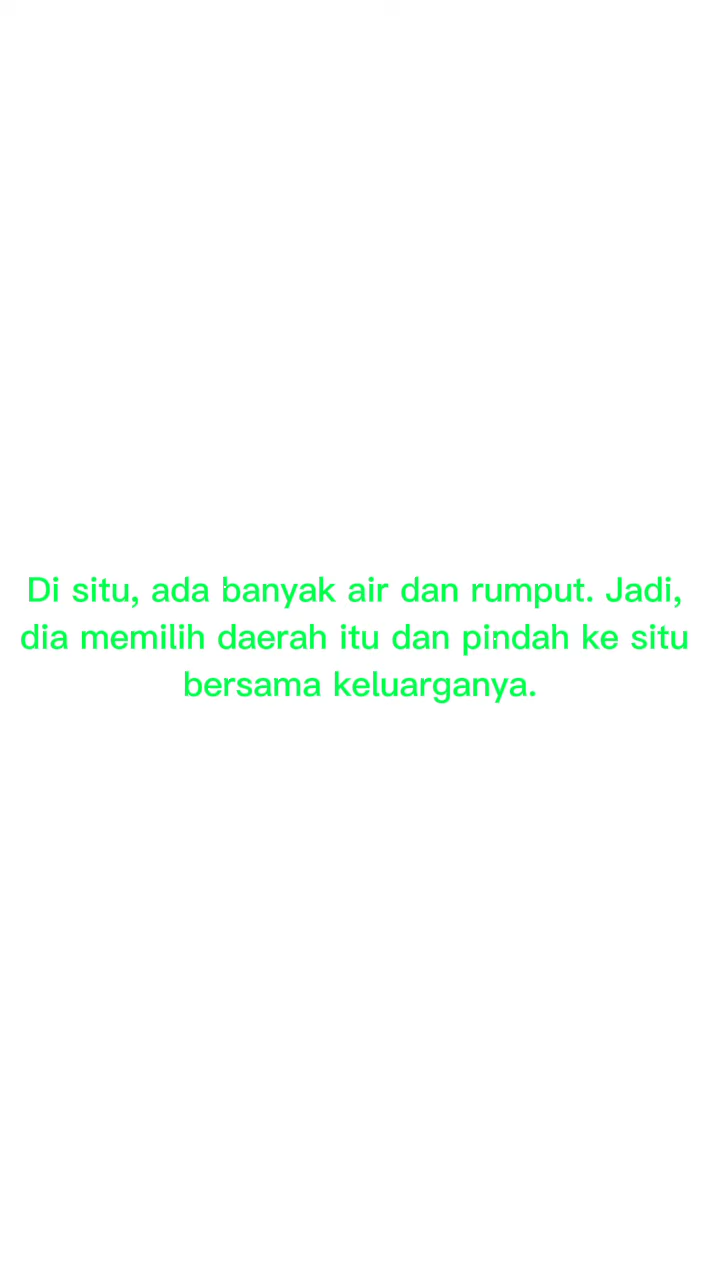 Di situ, ada banyak air dan rumput. Jadi,
dia memilih daerah itu dan pindah ke situ
bersama keluarganya.